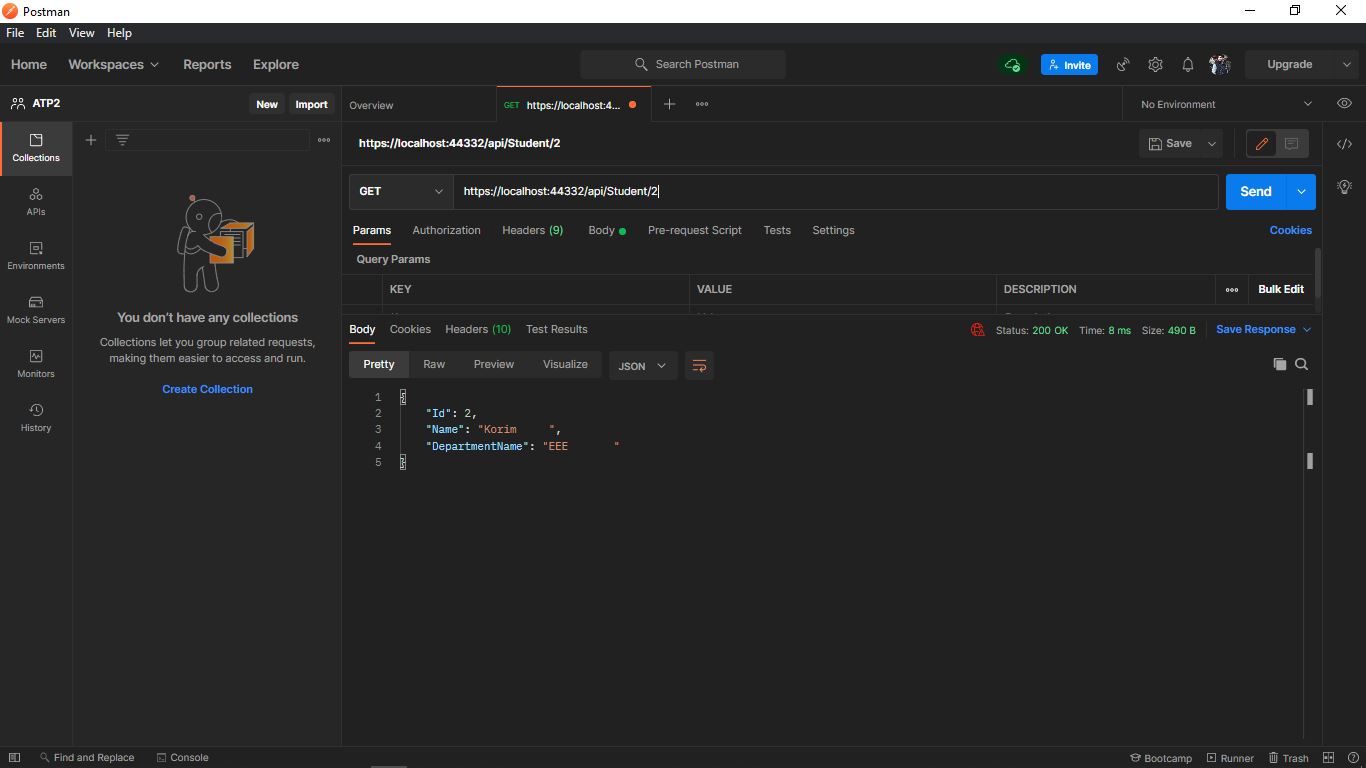 Postman
File Edit View Help
Home Workspaces Reports Explore Search Postman Invite Upgrade
ATP2 New Import Overview GET https://localhost:4... No Environment
Collections
APIs
Environments
Mock Servers
Monitors
History
You don't have any collections
Collections let you group related requests,
making them easier to access and run.
Create Collection
https://localhost:44332/api/Student/2 Save
GET https://localhost:44332/api/Student/2 Send
Params Authorization Headers (9) Body Pre-request Script Tests Settings Cookies
Query Params
KEY VALUE DESCRIPTION Bulk Edit
Body Cookies Headers (10) Test Results Status: 200 OK Time: 8 ms Size: 490 B Save Response
Pretty Raw Preview Visualize JSON
1 {
2 "Id": 2,
3 "Name": "Korim     ",
4 "DepartmentName": "EEE       "
5 }
Find and Replace Console Bootcamp Runner Trash